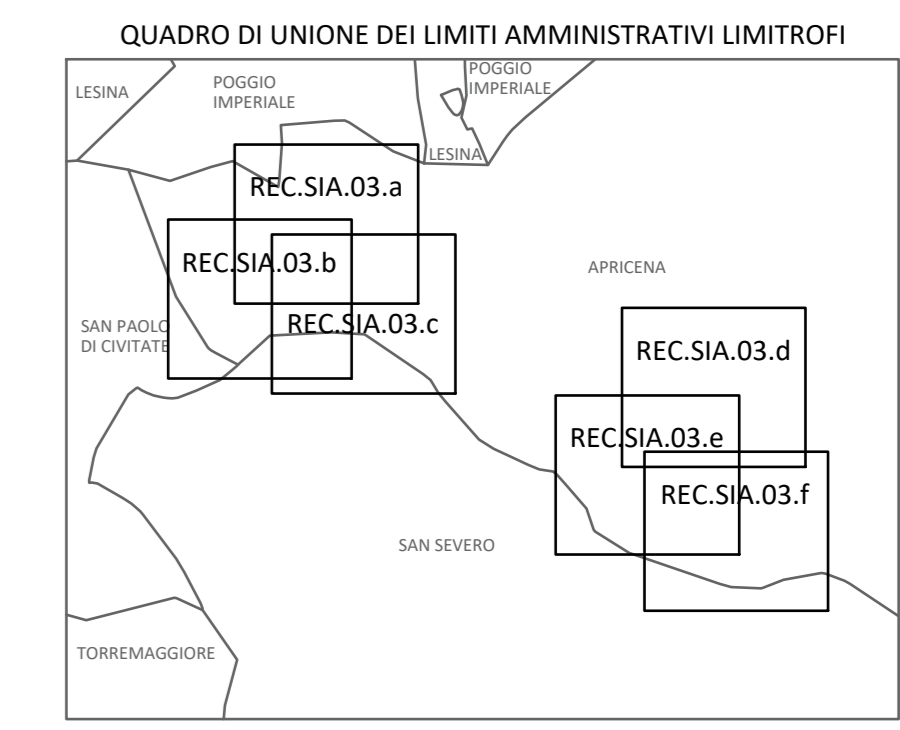 QUADRO DI UNIONE DEI LIMITI AMMINISTRATIVI LIMITROFI
LESINA
POGGIO
IMPERIALE
POGGIO
IMPERIALE
LESINA
REC.SIA.03.a
REC.SIA.03.b
APRICENA
SAN PAOLO
DI CIVITATE
REC.SIA.03.c
REC.SIA.03.d
REC.SIA.03.e
REC.SIA.03.f
SAN SEVERO
TORREMAGGIORE